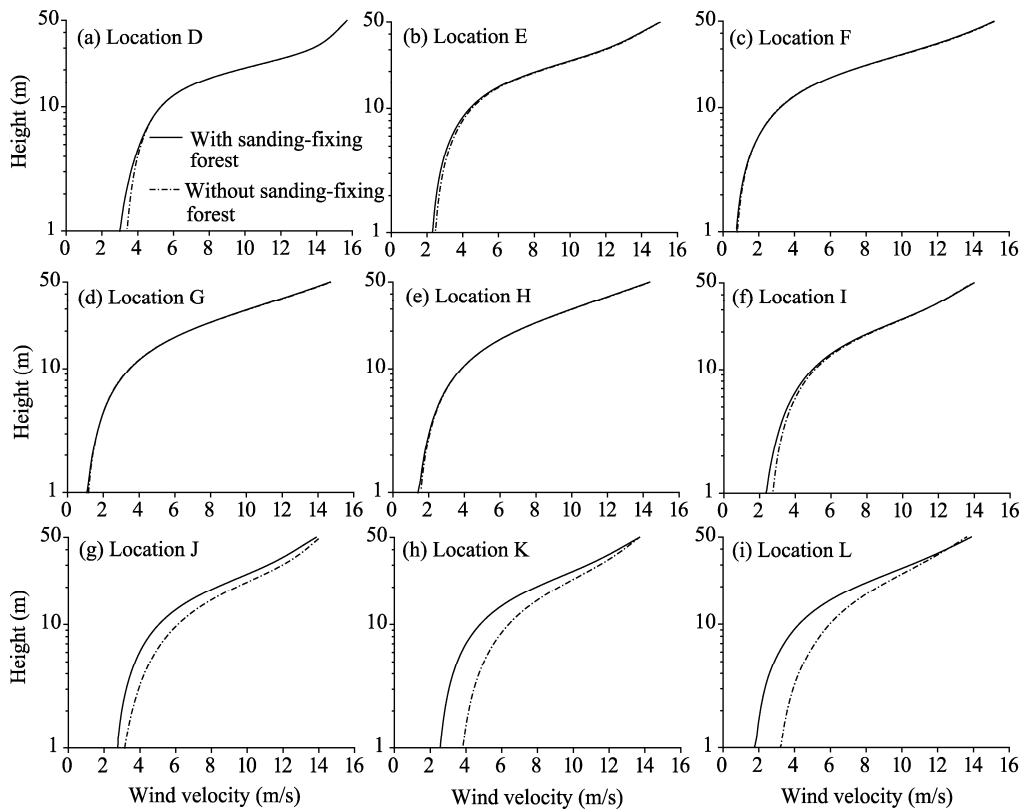 50
(a) Location D
(b) Location E
(c) Location F
Height (m)
10
With sanding-fixing
forest
Without sanding-fixing
forest
1
0 2 4 6 8 10 12 14 16
50
10
1
0 2 4 6 8 10 12 14 16
50
10
1
0 2 4 6 8 10 12 14 16
50
(d) Location G
(e) Location H
(f) Location I
Height (m)
10
1
0 2 4 6 8 10 12 14 16
50
10
1
0 2 4 6 8 10 12 14 16
50
10
1
0 2 4 6 8 10 12 14 16
50
(g) Location J
(h) Location K
(i) Location L
Height (m)
10
1
0 2 4 6 8 10 12 14 16
Wind velocity (m/s)
50
10
1
0 2 4 6 8 10 12 14 16
Wind velocity (m/s)
50
10
1
0 2 4 6 8 10 12 14 16
Wind velocity (m/s)